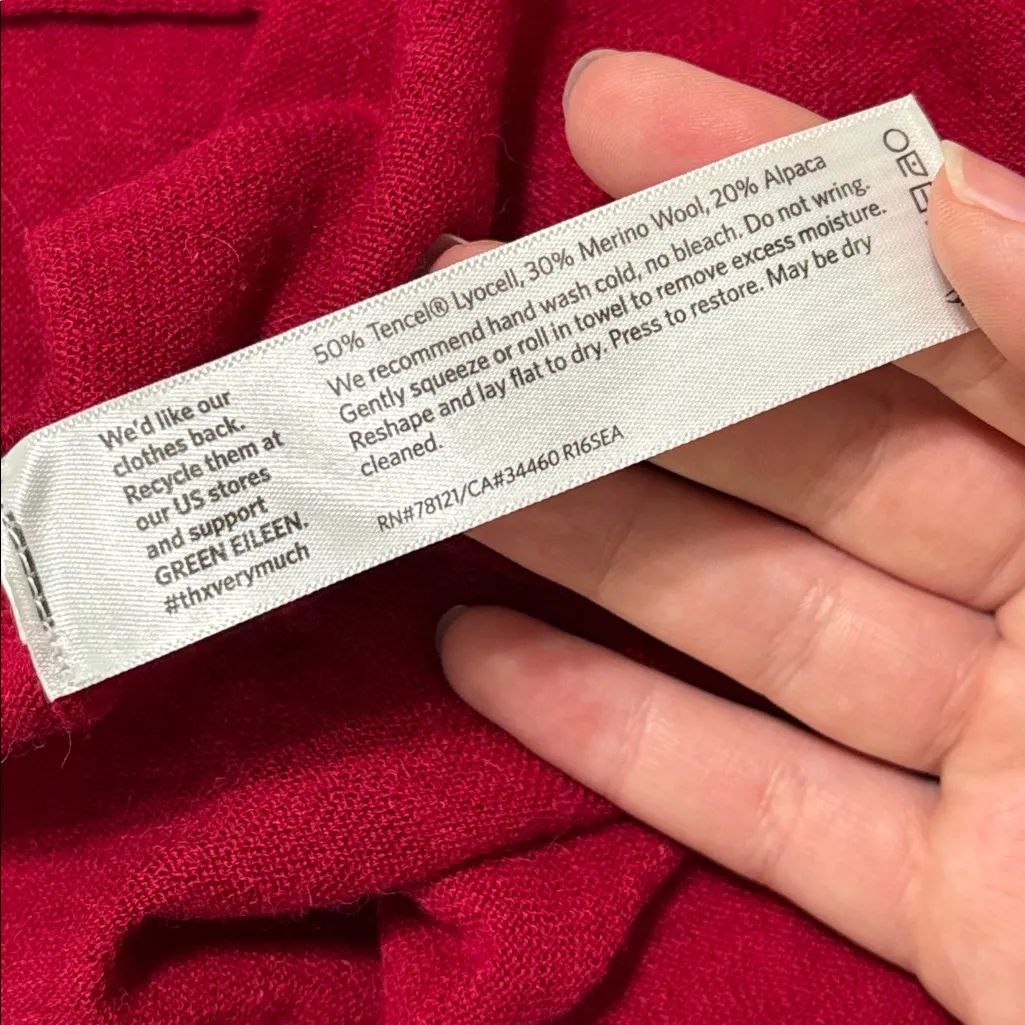 We'd like our
clothes back.
Recycle them at
our US stores
and support
GREEN EILEEN.
#thxverymuch
50% Tencel® Lyocell, 30% Merino Wool, 20% Alpaca
We recommend hand wash cold, no bleach. Do not wring.
Gently squeeze or roll in towel to remove excess moisture.
Reshape and lay flat to dry. Press to restore. May be dry
cleaned.
RN#78121/CA#34460 R16SEA